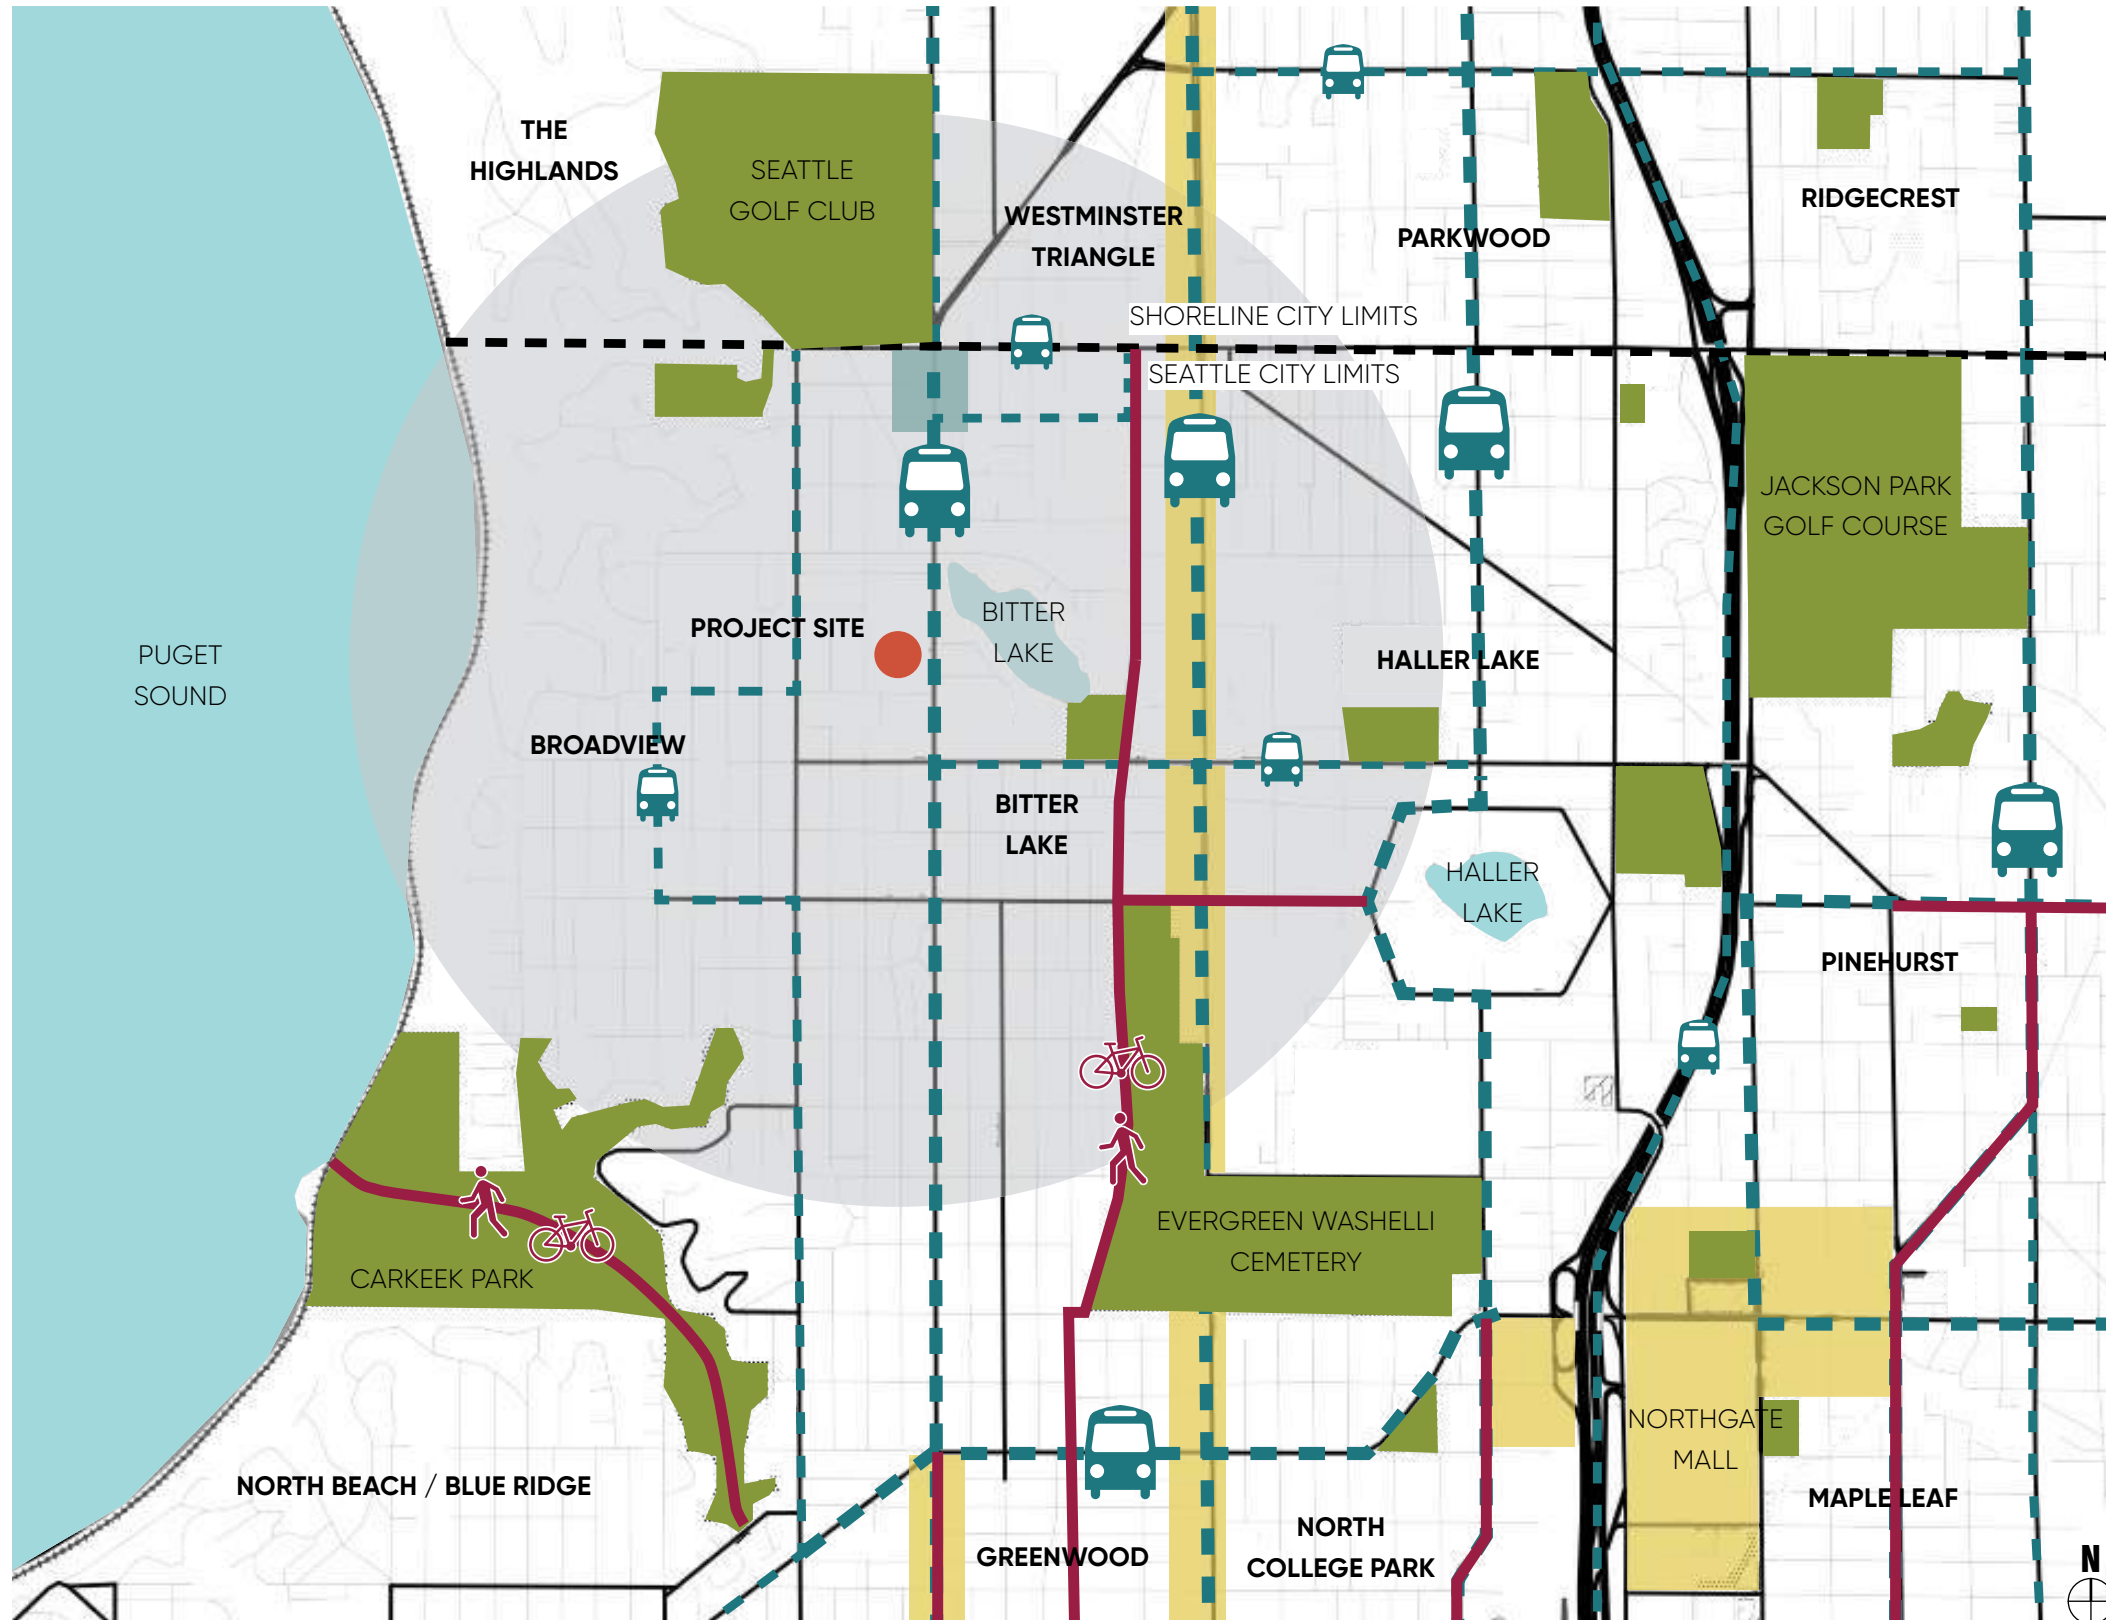 THE
HIGHLANDS
SEATTLE
GOLF CLUB
WESTMINSTER
TRIANGLE
PARKWOOD
RIDGECREST
SHORELINE CITY LIMITS
SEATTLE CITY LIMITS
JACKSON PARK
GOLF COURSE
PUGET
SOUND
PROJECT SITE
BITTER
LAKE
HALLER LAKE
BROADVIEW
BITTER
LAKE
HALLER
LAKE
PINEHURST
CARKEEK PARK
EVERGREEN WASHELLI
CEMETERY
NORTHGATE
MALL
NORTH BEACH / BLUE RIDGE
GREENWOOD
NORTH
COLLEGE PARK
MAPLE LEAF
N